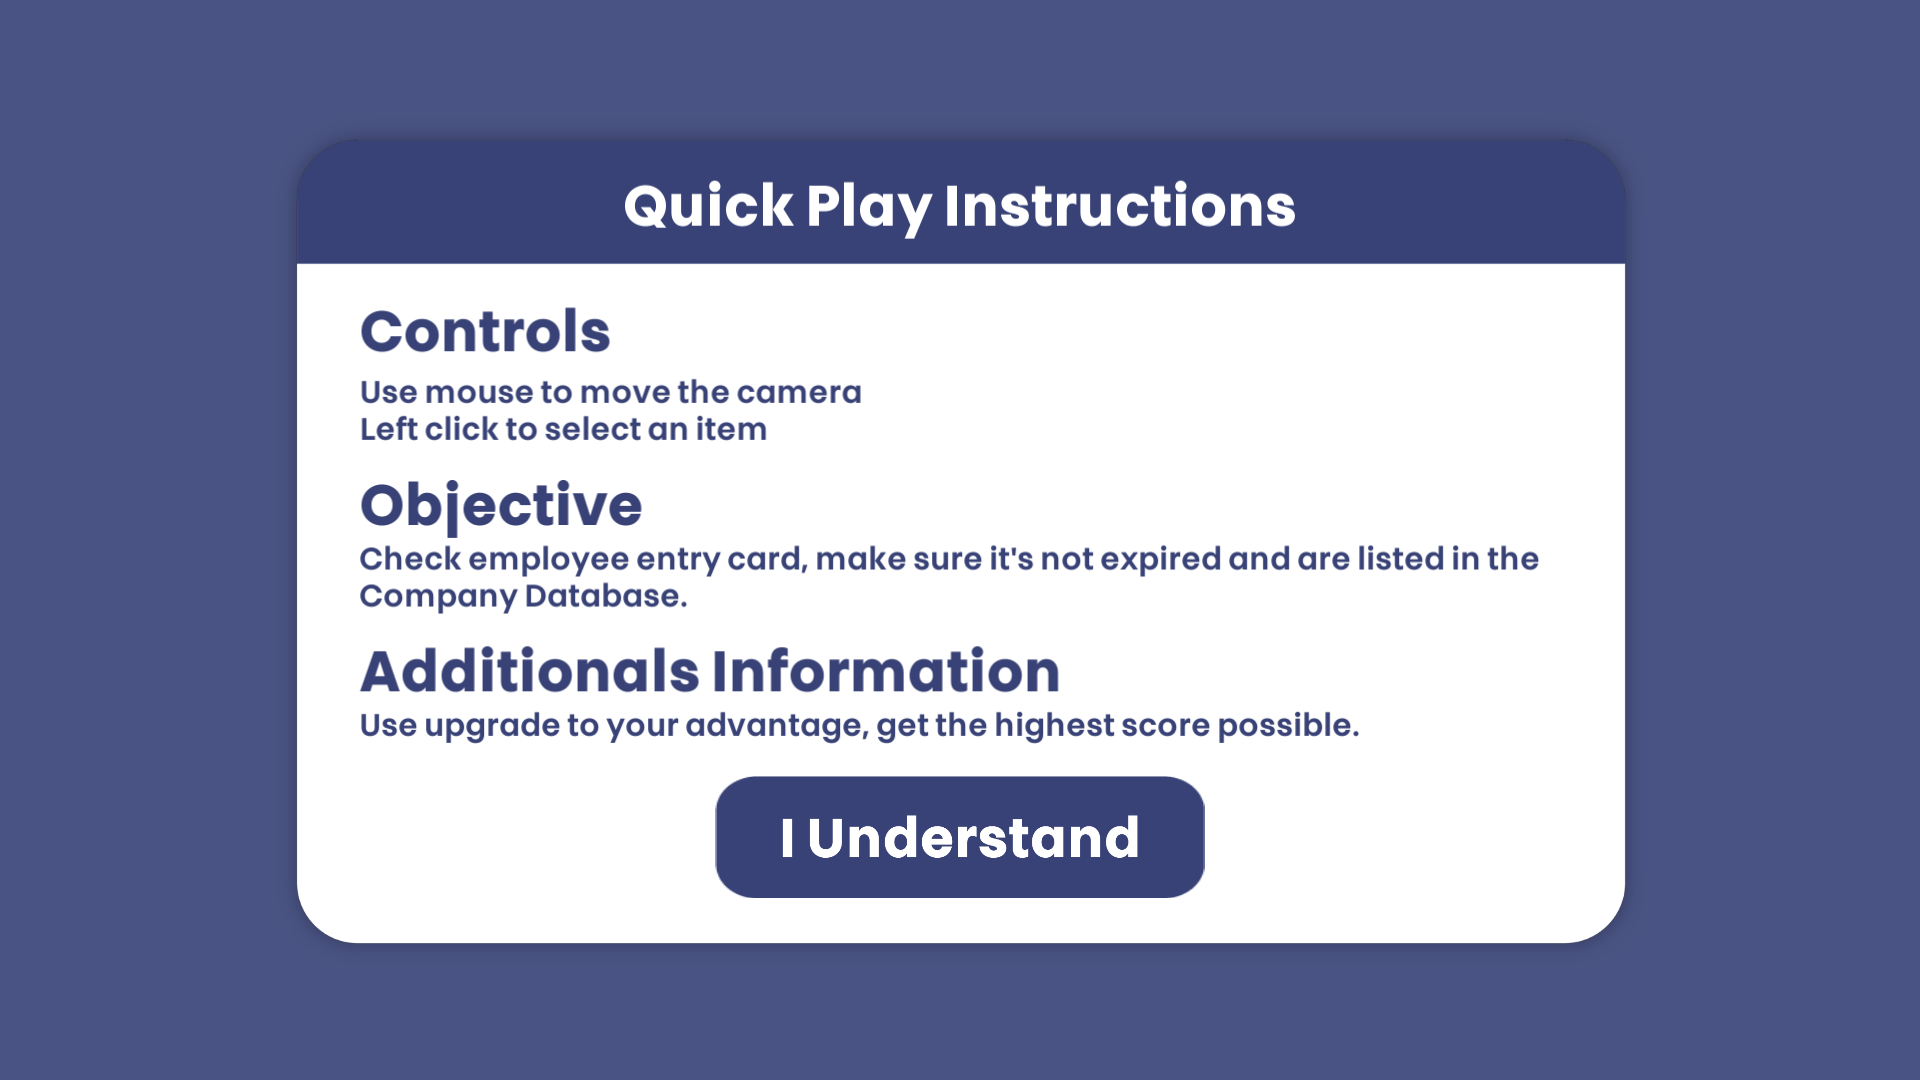 Quick Play Instructions
Controls
Use mouse to move the camera
Left click to select an item
Objective
Check employee entry card, make sure it's not expired and are listed in the
Company Database.
Additionals Information
Use upgrade to your advantage, get the highest score possible.
I Understand